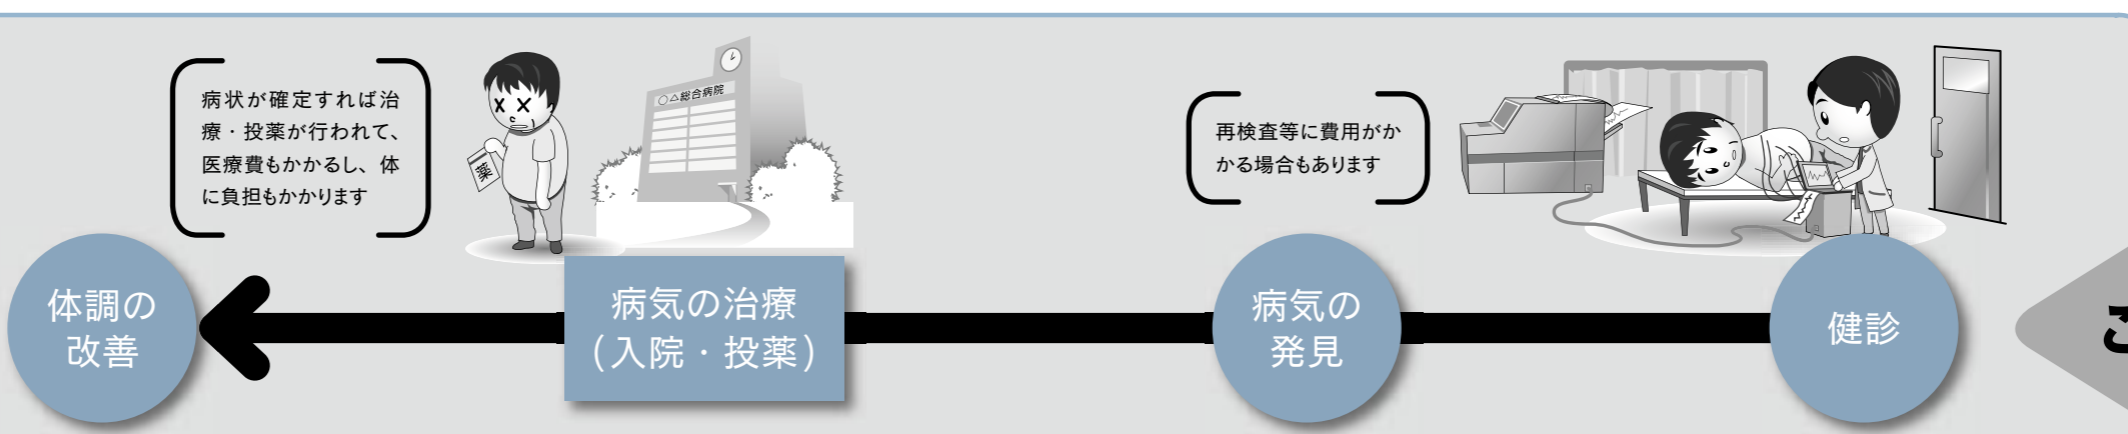 病状が確定すれば治
療・投薬が行われて、
医療費もかかるし、体
に負担もかかります
薬
○△総合病院
再検査等に費用がか
かる場合もあります
体調の
改善
病気の治療
(入院・投薬)
病気の
発見
健診